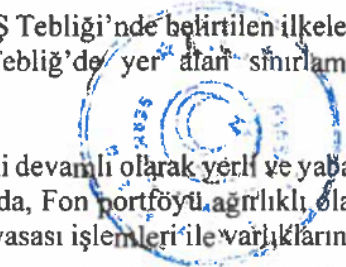 Ş Tebliği’nde belirtilen ilkele
Tebliğ’de yer alan sınırlam
i devamlı olarak yerli ve yaba
da, Fon portföyü ağırlıklı ola
yasası işlemleri ile varlıkların